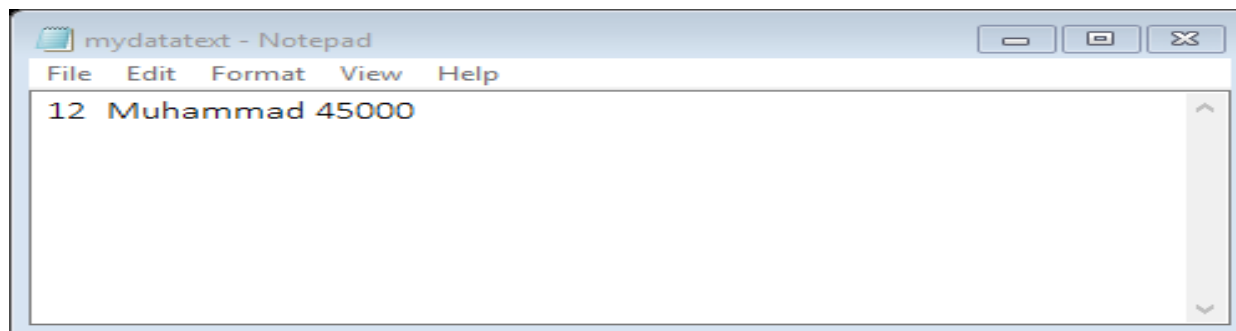 mydatatext - Notepad
File Edit Format View Help
12 Muhammad 45000